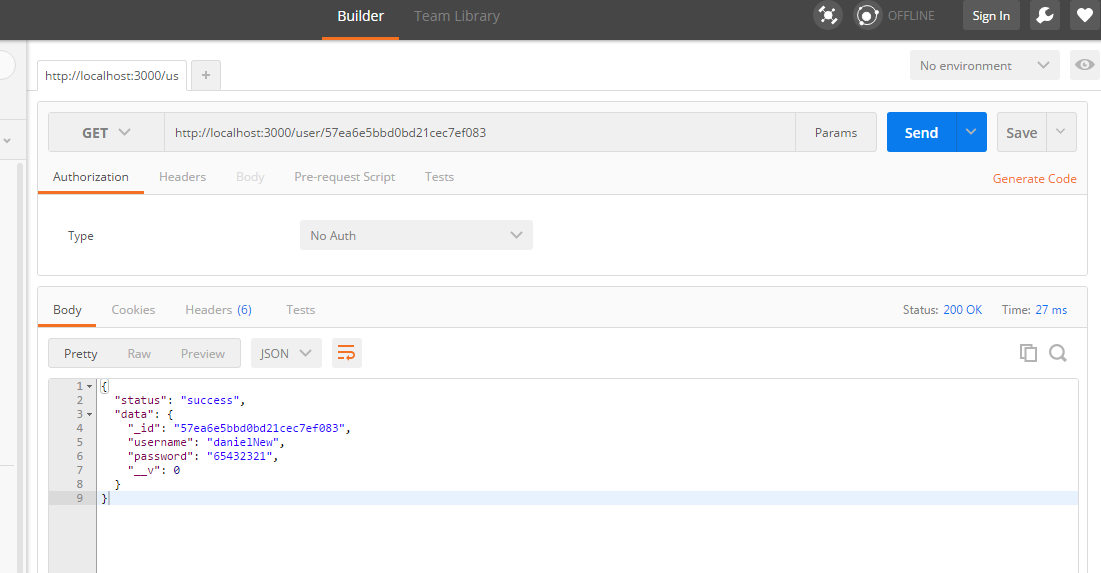 Builder Team Library OFFLINE Sign In
http://localhost:3000/us + No environment
GET http://localhost:3000/user/57ea6e5bbd0bd21cec7ef083 Params Send Save
Authorization Headers Body Pre-request Script Tests Generate Code
Type No Auth
Body Cookies Headers (6) Tests Status: 200 OK Time: 27 ms
Pretty Raw Preview JSON
1 {
2 "status": "success",
3 "data": {
4 "_id": "57ea6e5bbd0bd21cec7ef083",
5 "username": "danielNew",
6 "password": "65432321",
7 "__v": 0
8 }
9 }